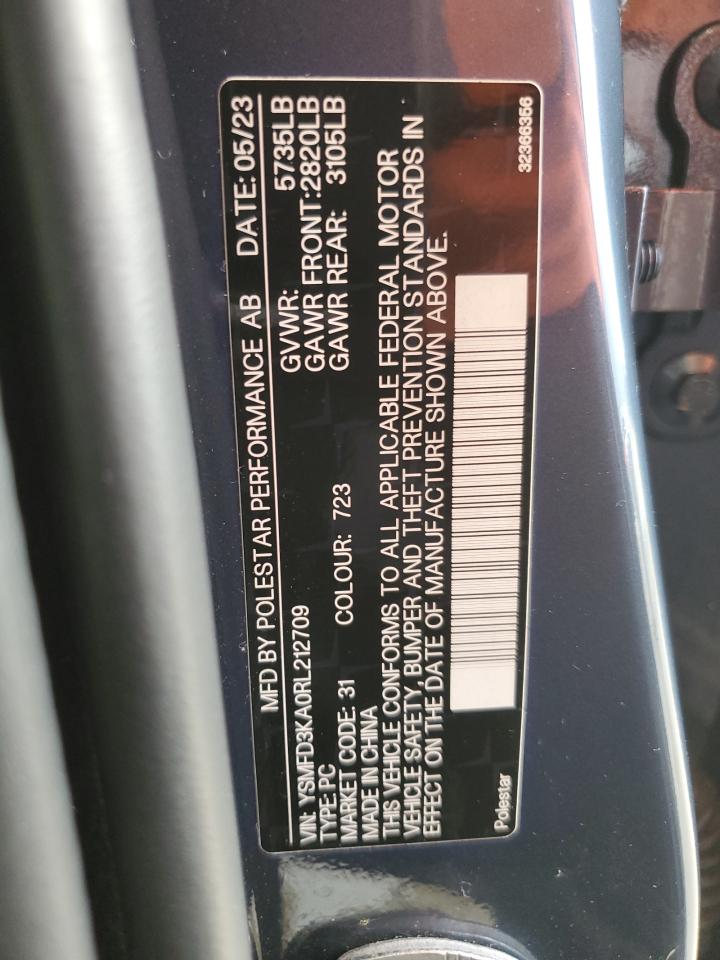 MFD BY POLESTAR PERFORMANCE AB DATE: 05/23
VIN: YSMFD3KA0RL212709 GVWR: 5735LB
TYPE: PC GAWR FRONT: 2820LB
MARKET CODE: 31 COLOUR: 723 GAWR REAR: 3105LB
MADE IN CHINA
THIS VEHICLE CONFORMS TO ALL APPLICABLE FEDERAL MOTOR
VEHICLE SAFETY, BUMPER AND THEFT PREVENTION STANDARDS IN
EFFECT ON THE DATE OF MANUFACTURE SHOWN ABOVE.
Polestar 32366356